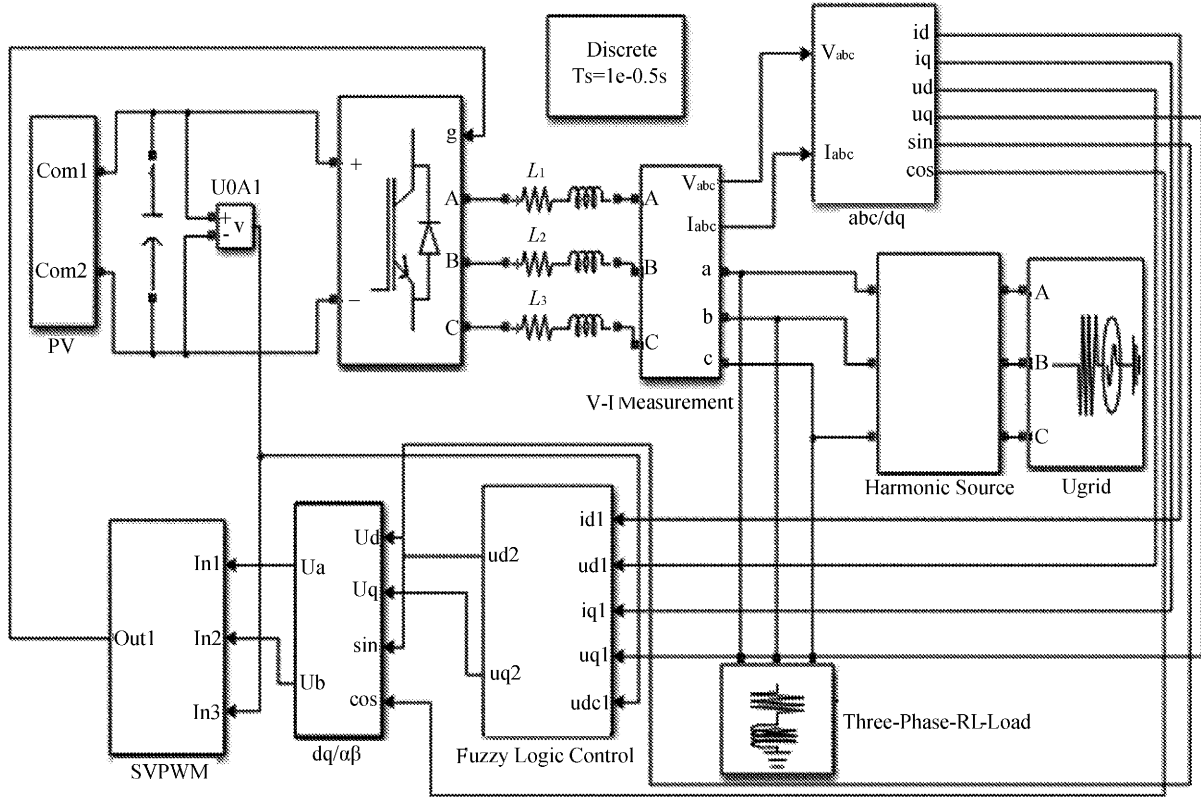 Discrete
Ts=1e-0.5s
Vabc
Iabc
id
iq
ud
uq
sin
cos
abc/dq
Com1
Com2
PV
U0A1
+
-
v
+
−
g
A
B
C
L1
L2
L3
A
B
C
Vabc
Iabc
a
b
c
V-I Measurement
Harmonic Source
A
B
C
Ugrid
In1
In2
In3
Out1
SVPWM
Ua
Ub
Ud
Uq
sin
cos
dq/αβ
ud2
uq2
id1
ud1
iq1
uq1
udc1
Fuzzy Logic Control
Three-Phase-RL-Load